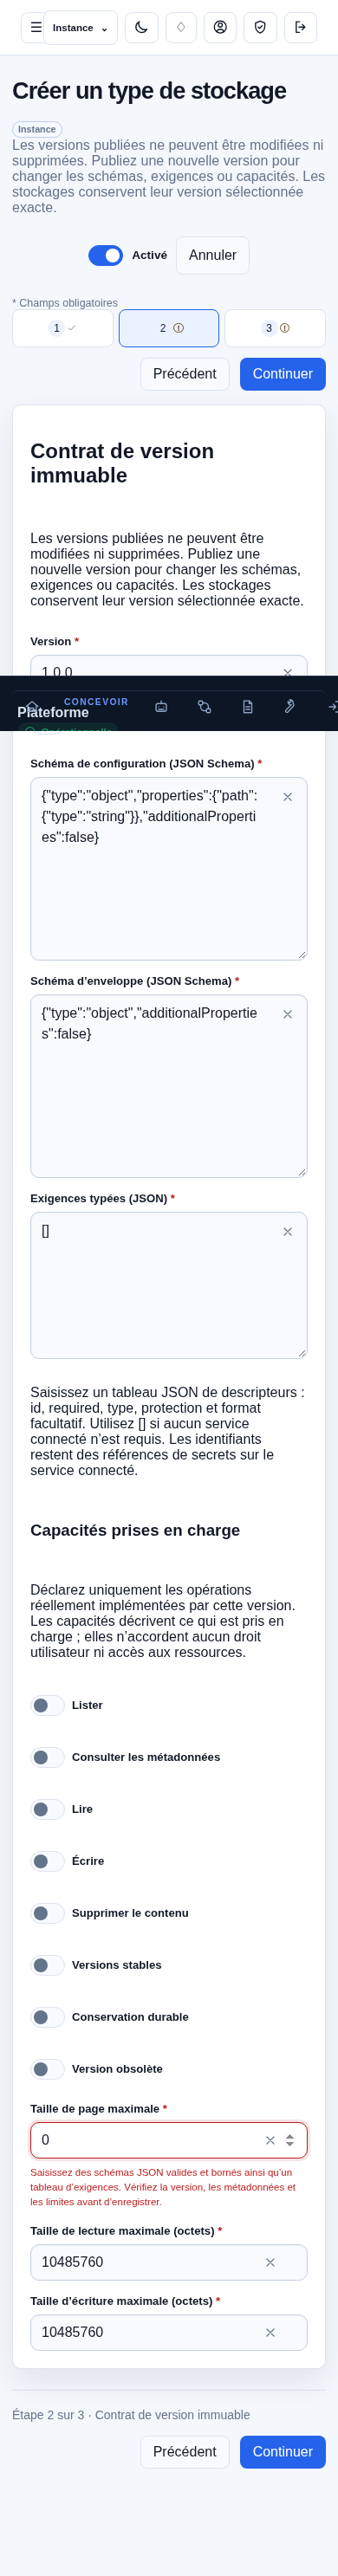 Instance
Créer un type de stockage
Instance
Les versions publiées ne peuvent être modifiées ni
supprimées. Publiez une nouvelle version pour
changer les schémas, exigences ou capacités. Les
stockages conservent leur version sélectionnée
exacte.
Activé
Annuler
* Champs obligatoires
1
2
3
Précédent
Continuer
Contrat de version
immuable
Les versions publiées ne peuvent être
modifiées ni supprimées. Publiez une
nouvelle version pour changer les schémas,
exigences ou capacités. Les stockages
conservent leur version sélectionnée exacte.
Version *
1.0.0
CONCEVOIR
Plateforme
Opérationnelle
Schéma de configuration (JSON Schema) *
{"type":"object","properties":{"path":
{"type":"string"}},"additionalProperti
es":false}
Schéma d’enveloppe (JSON Schema) *
{"type":"object","additionalPropertie
s":false}
Exigences typées (JSON) *
[]
Saisissez un tableau JSON de descripteurs :
id, required, type, protection et format
facultatif. Utilisez [] si aucun service
connecté n’est requis. Les identifiants
restent des références de secrets sur le
service connecté.
Capacités prises en charge
Déclarez uniquement les opérations
réellement implémentées par cette version.
Les capacités décrivent ce qui est pris en
charge ; elles n’accordent aucun droit
utilisateur ni accès aux ressources.
Lister
Consulter les métadonnées
Lire
Écrire
Supprimer le contenu
Versions stables
Conservation durable
Version obsolète
Taille de page maximale *
0
Saisissez des schémas JSON valides et bornés ainsi qu’un
tableau d’exigences. Vérifiez la version, les métadonnées et
les limites avant d’enregistrer.
Taille de lecture maximale (octets) *
10485760
Taille d’écriture maximale (octets) *
10485760
Étape 2 sur 3 · Contrat de version immuable
Précédent
Continuer